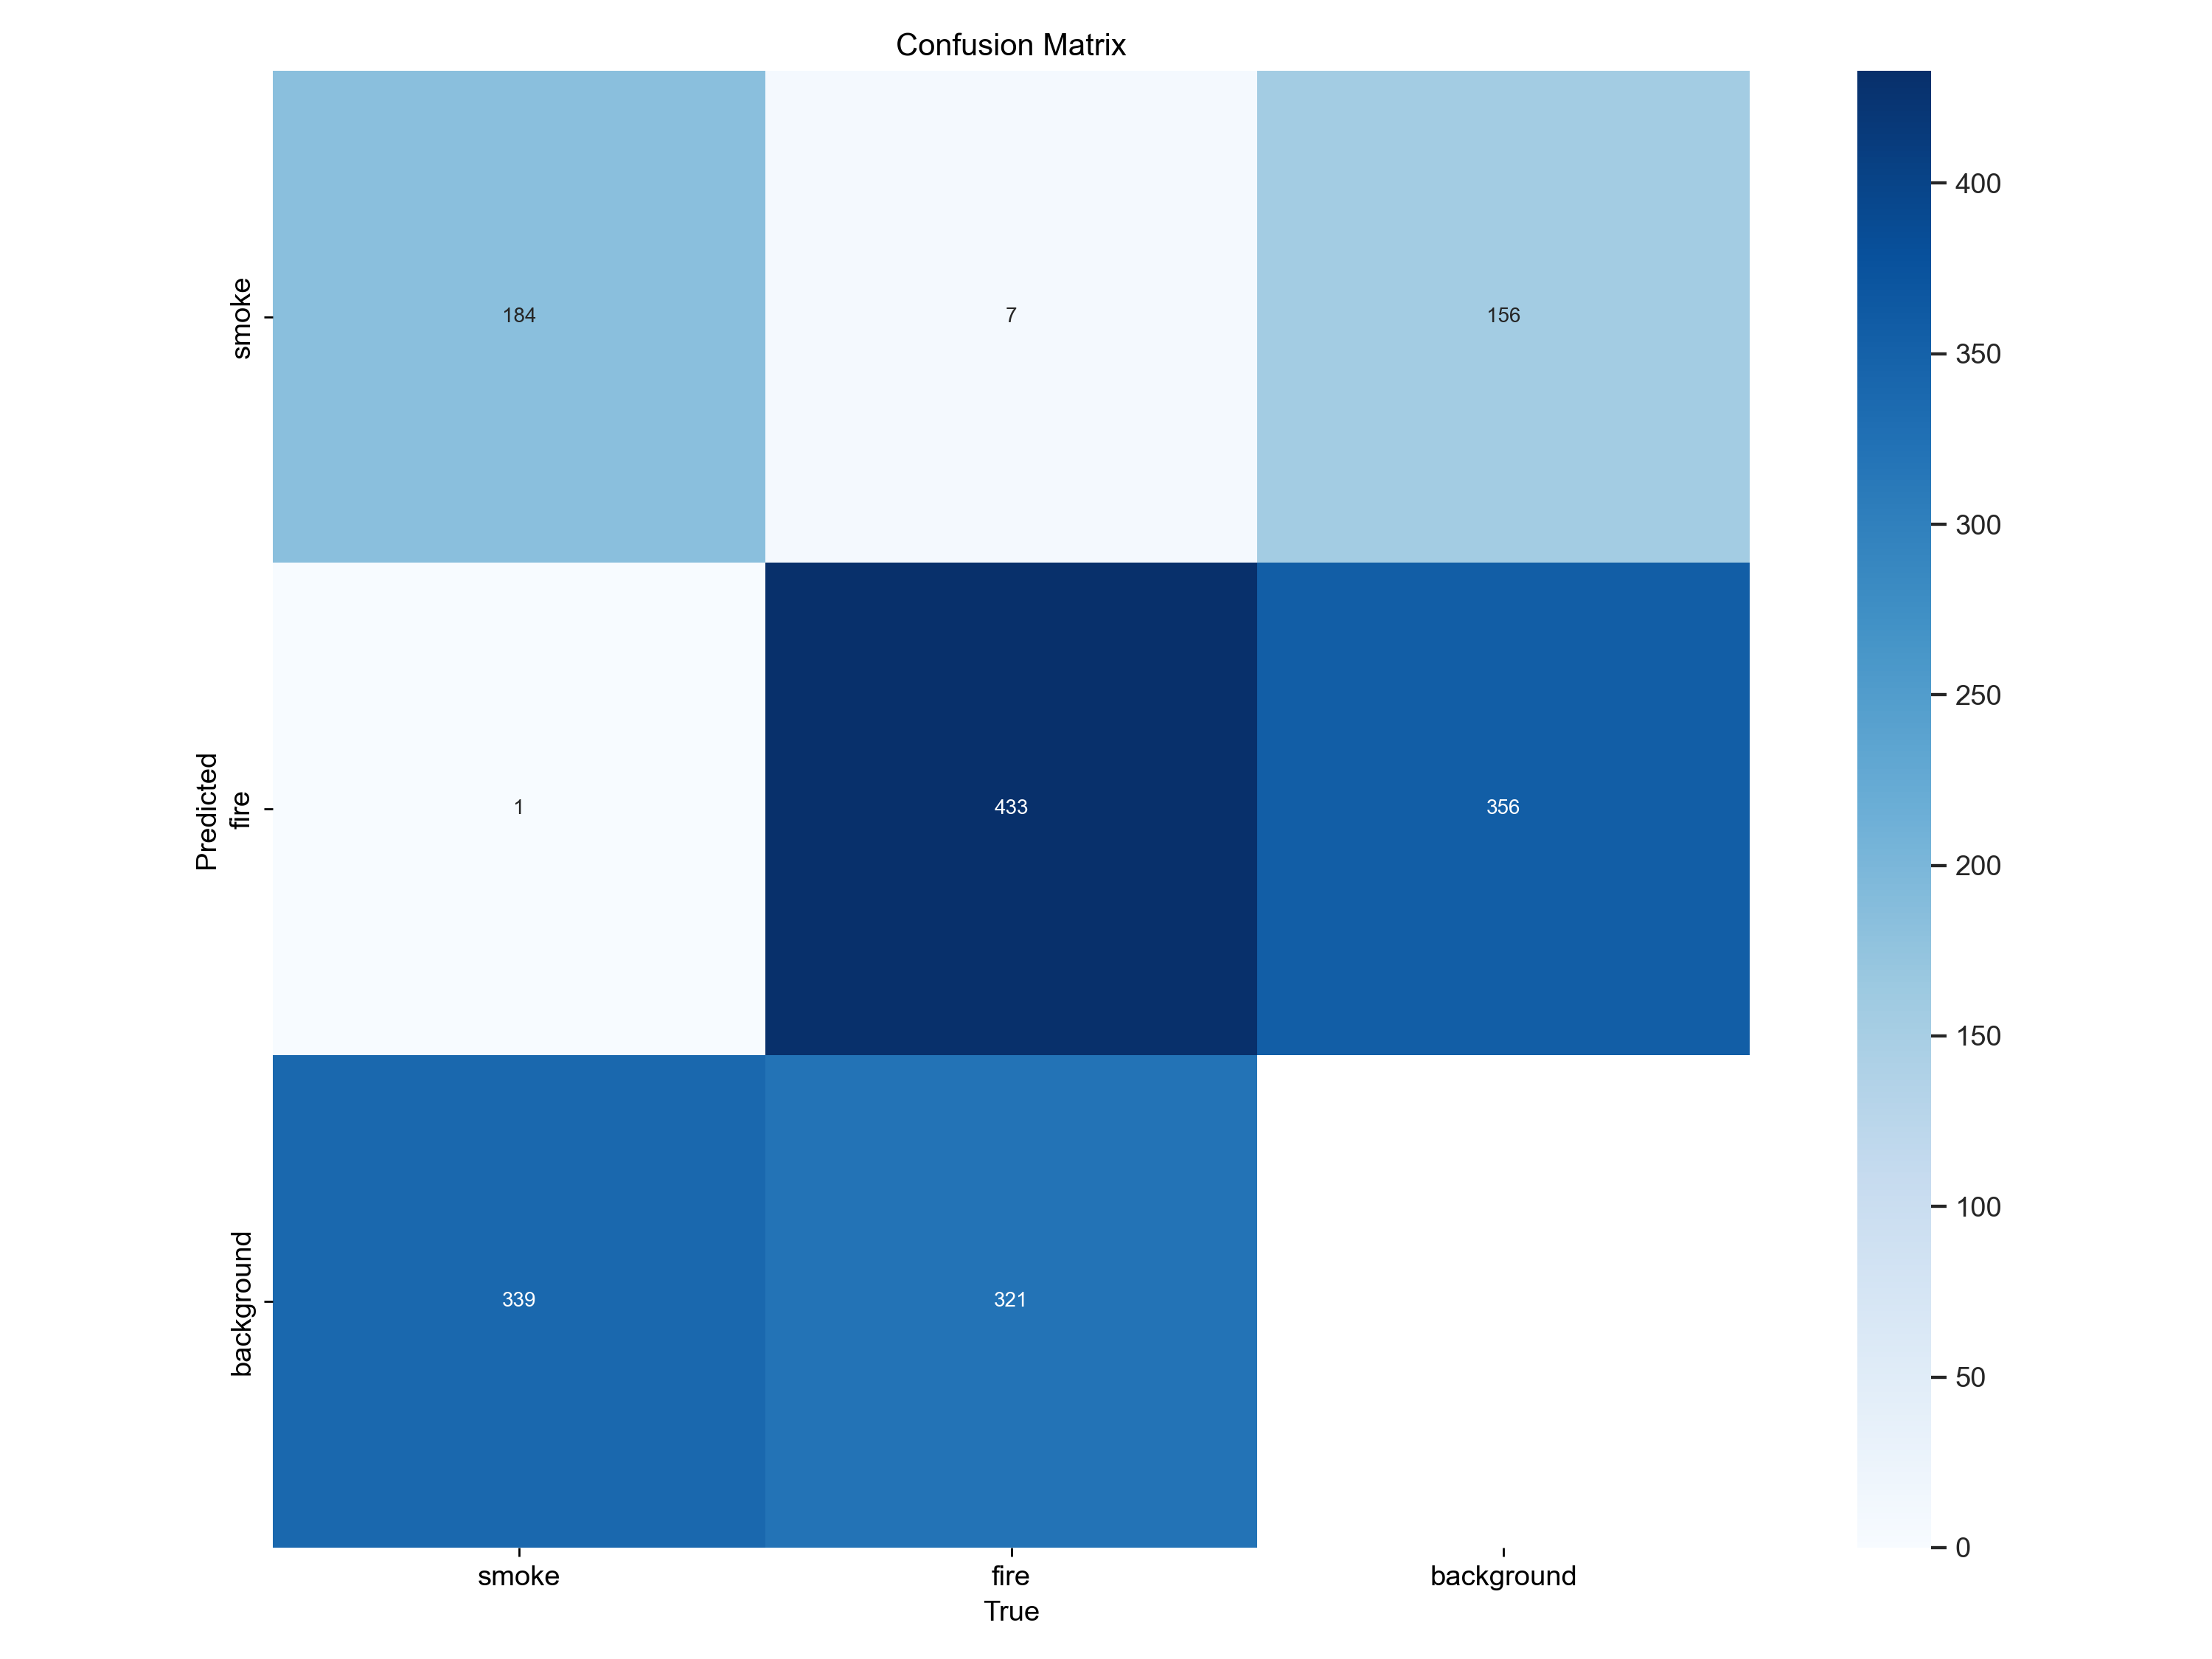 Confusion Matrix
smoke
184
7
156
Predicted
fire
1
433
356
background
339
321
smoke
fire
background
True
400
350
300
250
200
150
100
50
0